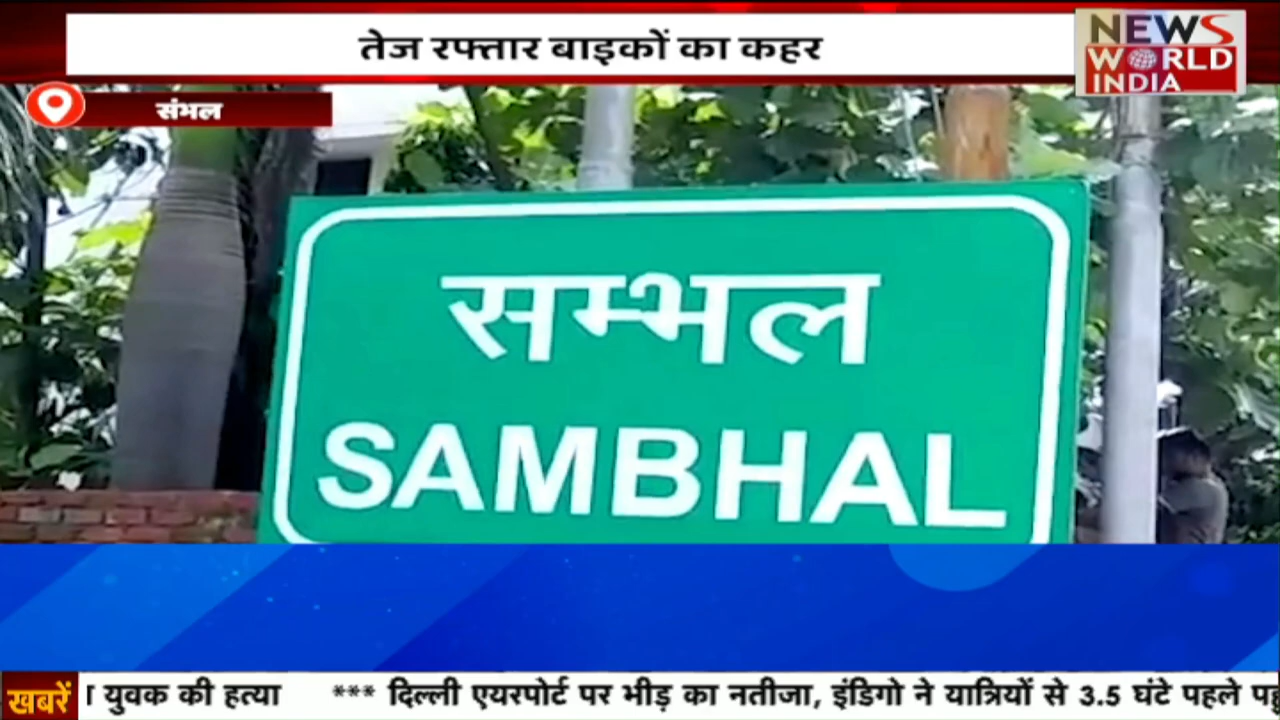 तेज रफ्तार बाइकों का कहर
NEWS
WORLD
INDIA
संभल
सम्भल
SAMBHAL
खबरें
युवक की हत्या *** दिल्ली एयरपोर्ट पर भीड़ का नतीजा, इंडिगो ने यात्रियों से 3.5 घंटे पहले